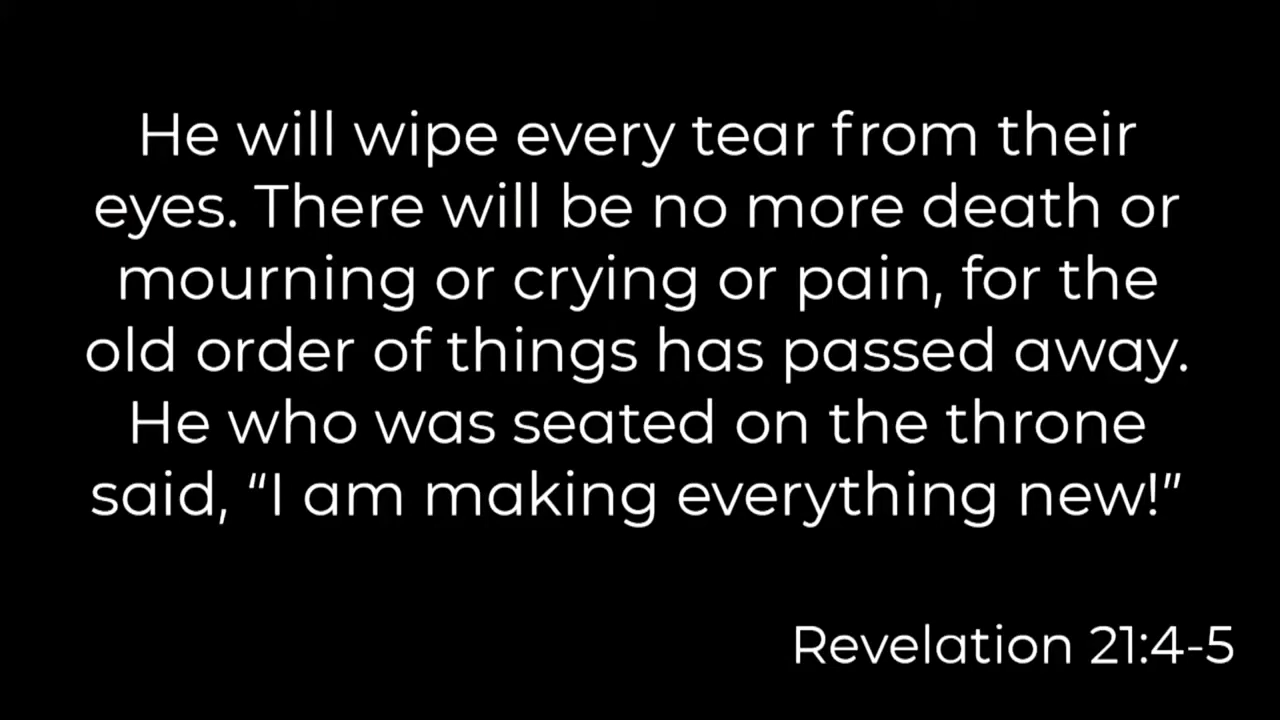 He will wipe every tear from their
eyes. There will be no more death or
mourning or crying or pain, for the
old order of things has passed away.
He who was seated on the throne
said, “I am making everything new!”
Revelation 21:4-5